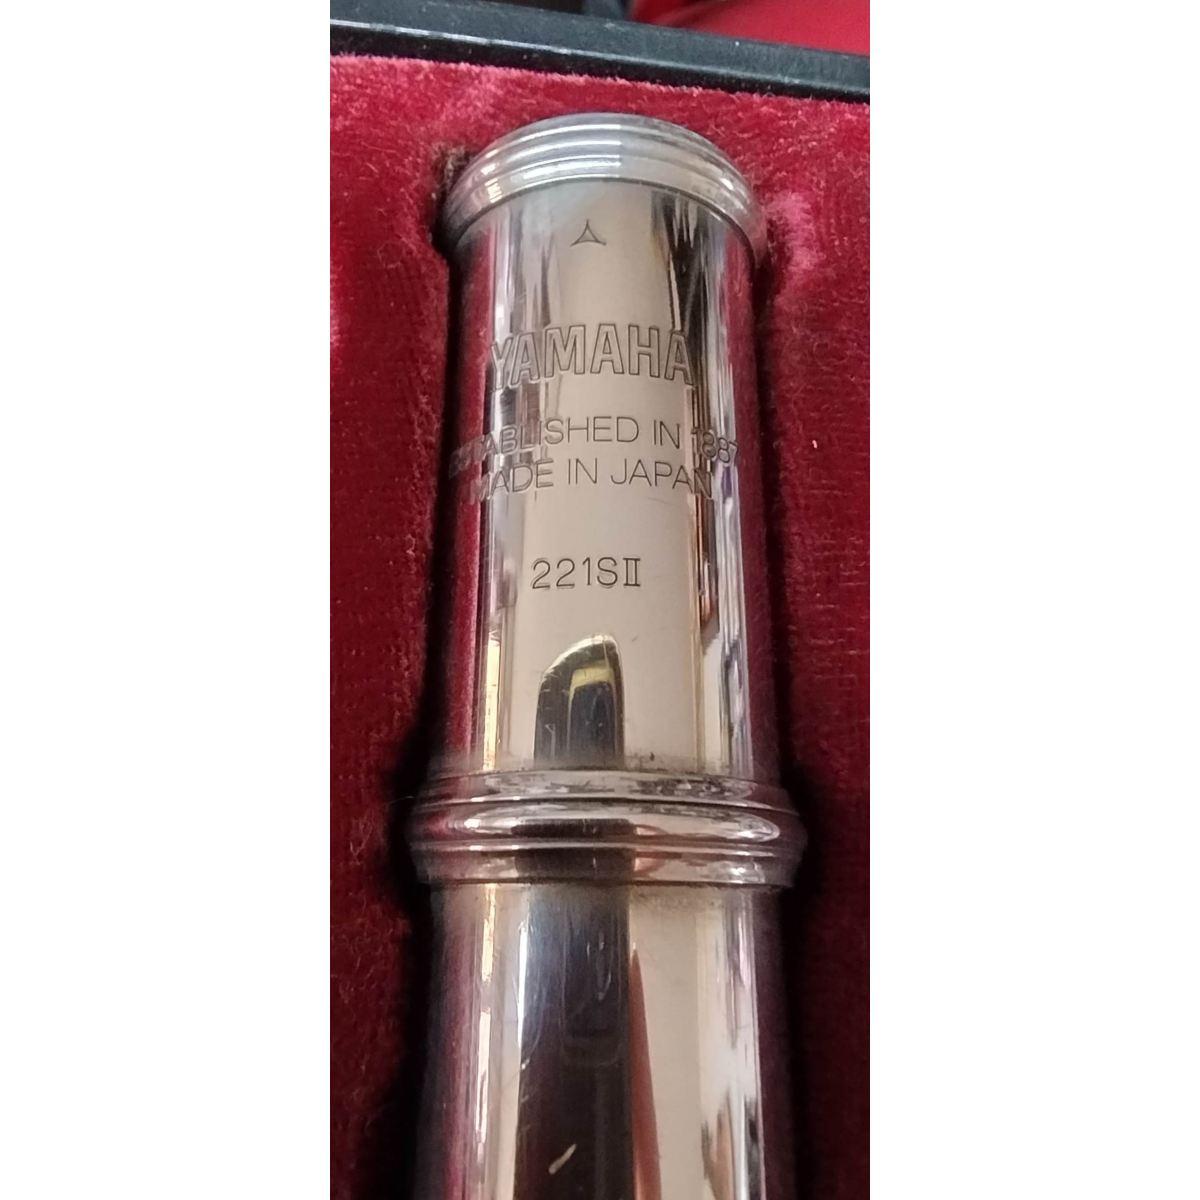 YAMAHA
ESTABLISHED IN 1887
MADE IN JAPAN
221SⅡ